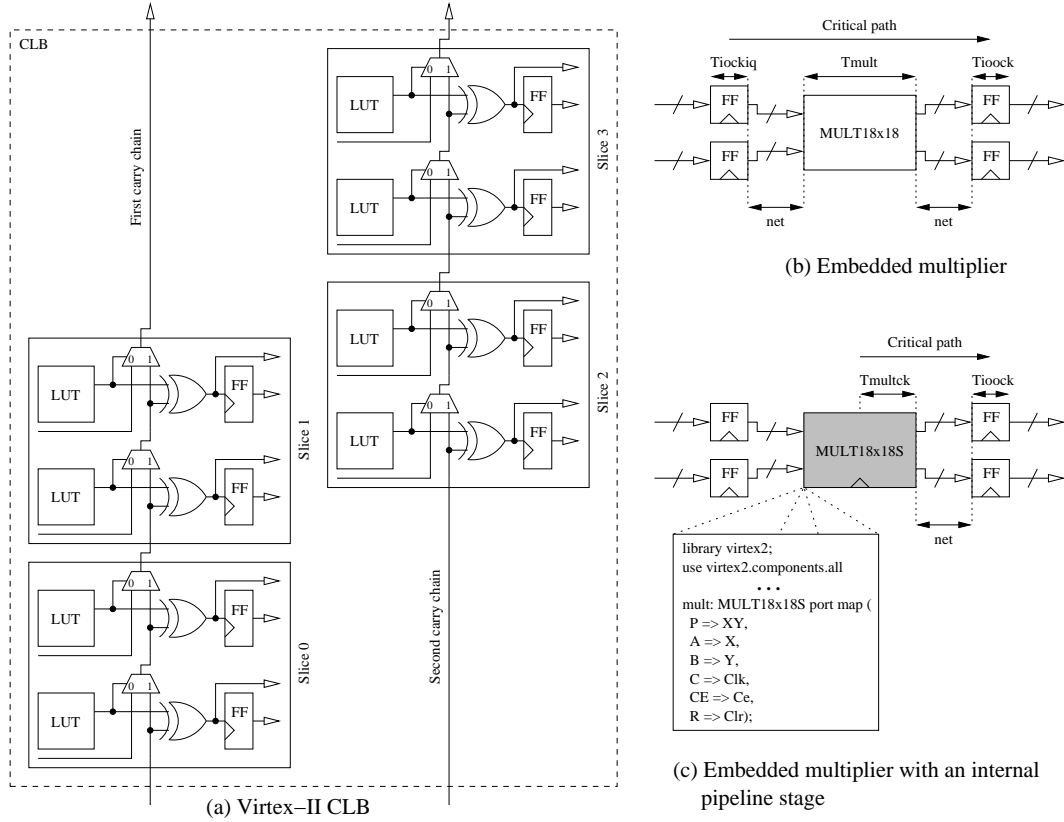 CLB
First carry chain
Second carry chain
0 1
LUT
FF
0 1
LUT
FF
Slice 3
0 1
LUT
FF
0 1
LUT
FF
Slice 2
0 1
LUT
FF
0 1
LUT
FF
Slice 1
0 1
LUT
FF
0 1
LUT
FF
Slice 0
(a) Virtex−II CLB
Critical path
Tiockiq
Tmult
Tioock
FF
FF
MULT18x18
FF
FF
net
net
(b) Embedded multiplier
Critical path
Tmultck
Tioock
FF
FF
MULT18x18S
FF
FF
net
library virtex2;
use virtex2.components.all
...
mult: MULT18x18S port map (
P => XY,
A => X,
B => Y,
C => Clk,
CE => Ce,
R => Clr);
(c) Embedded multiplier with an internal
pipeline stage